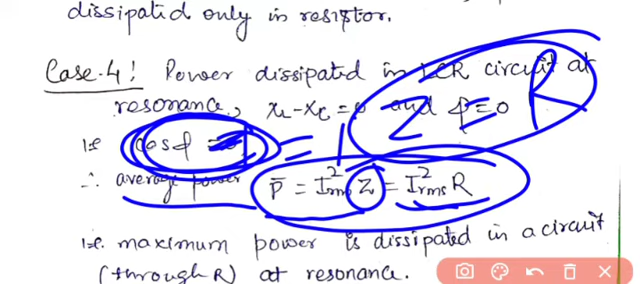 dissipated only in resistor.
Case.4! Power dissipated in LCR circuit at
resonance, XL-XC=0 and φ=0
Z = R
i.e cosφ = 1
∴ average power P̄ = I²rms Z = I²rms R
i.e. maximum power is dissipated in a circuit
(through R) at resonance.